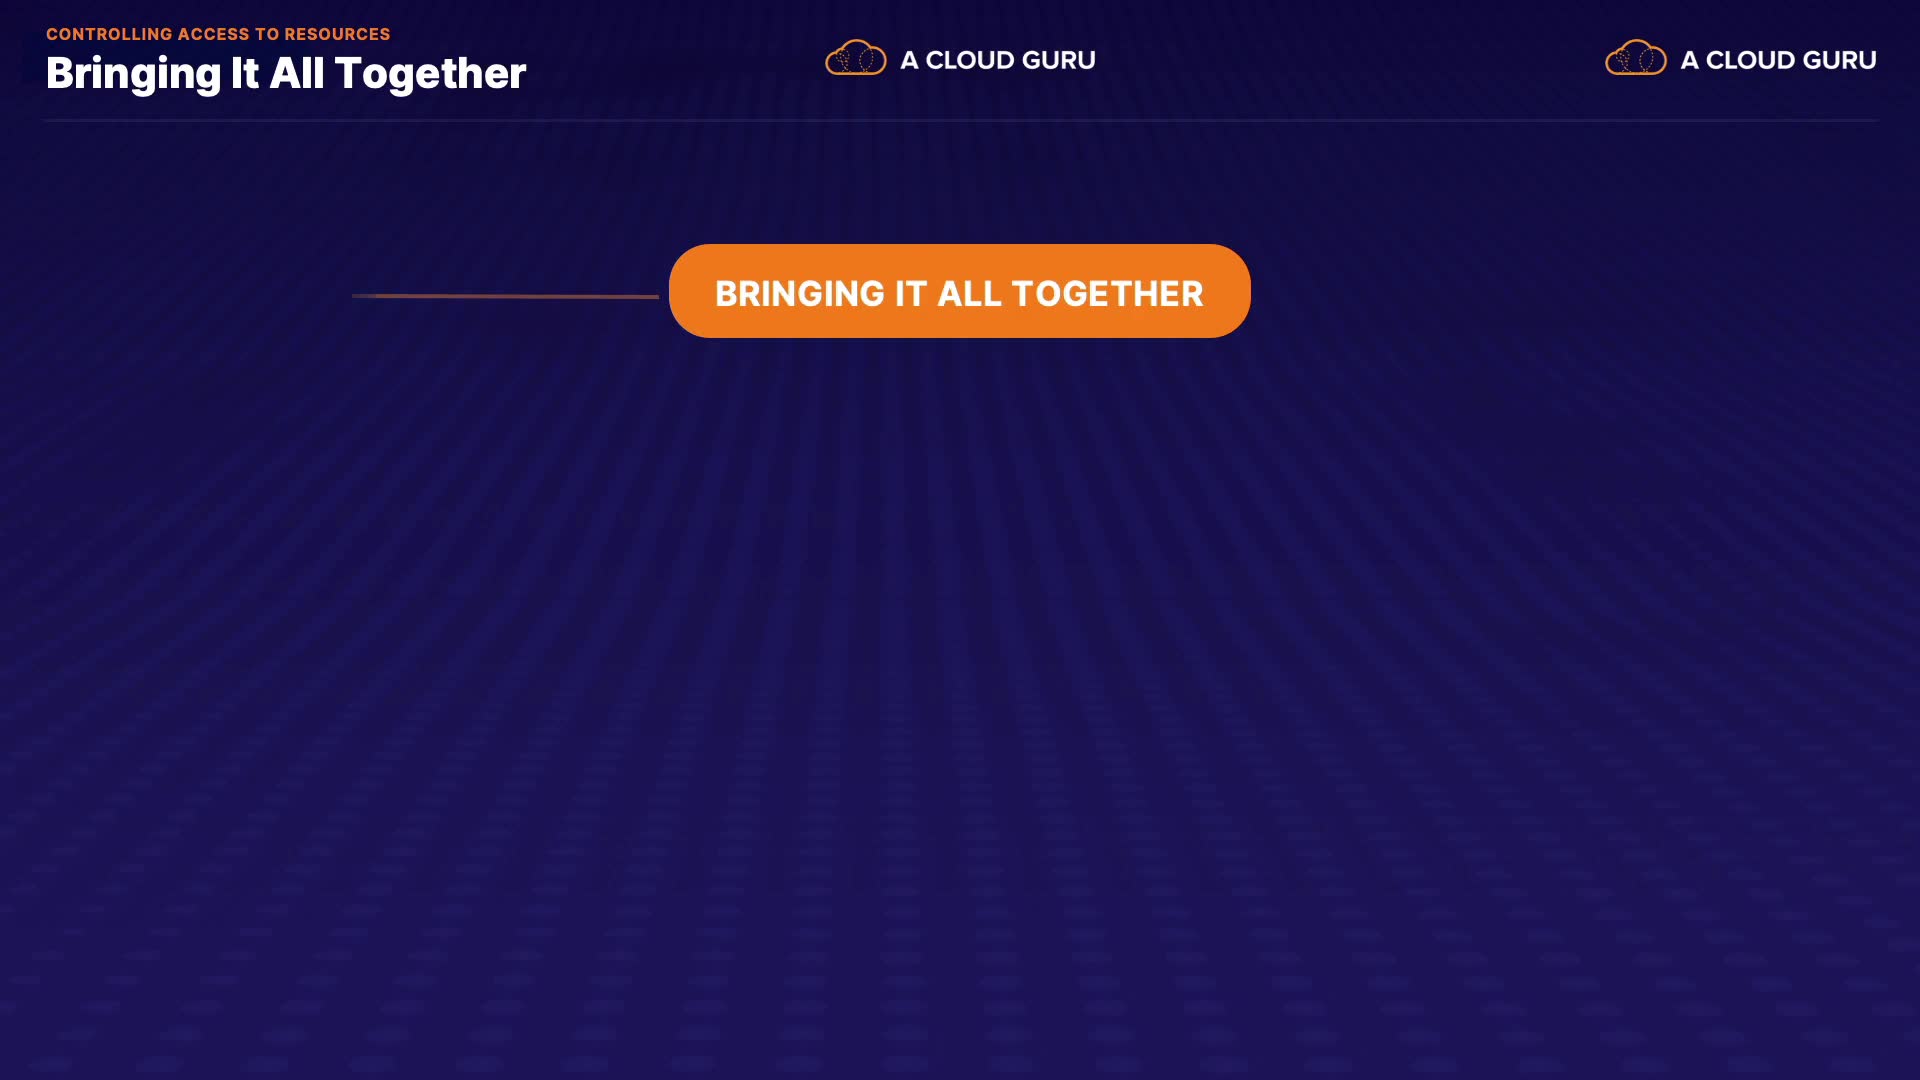 CONTROLLING ACCESS TO RESOURCES
Bringing It All Together
A CLOUD GURU
A CLOUD GURU
BRINGING IT ALL TOGETHER